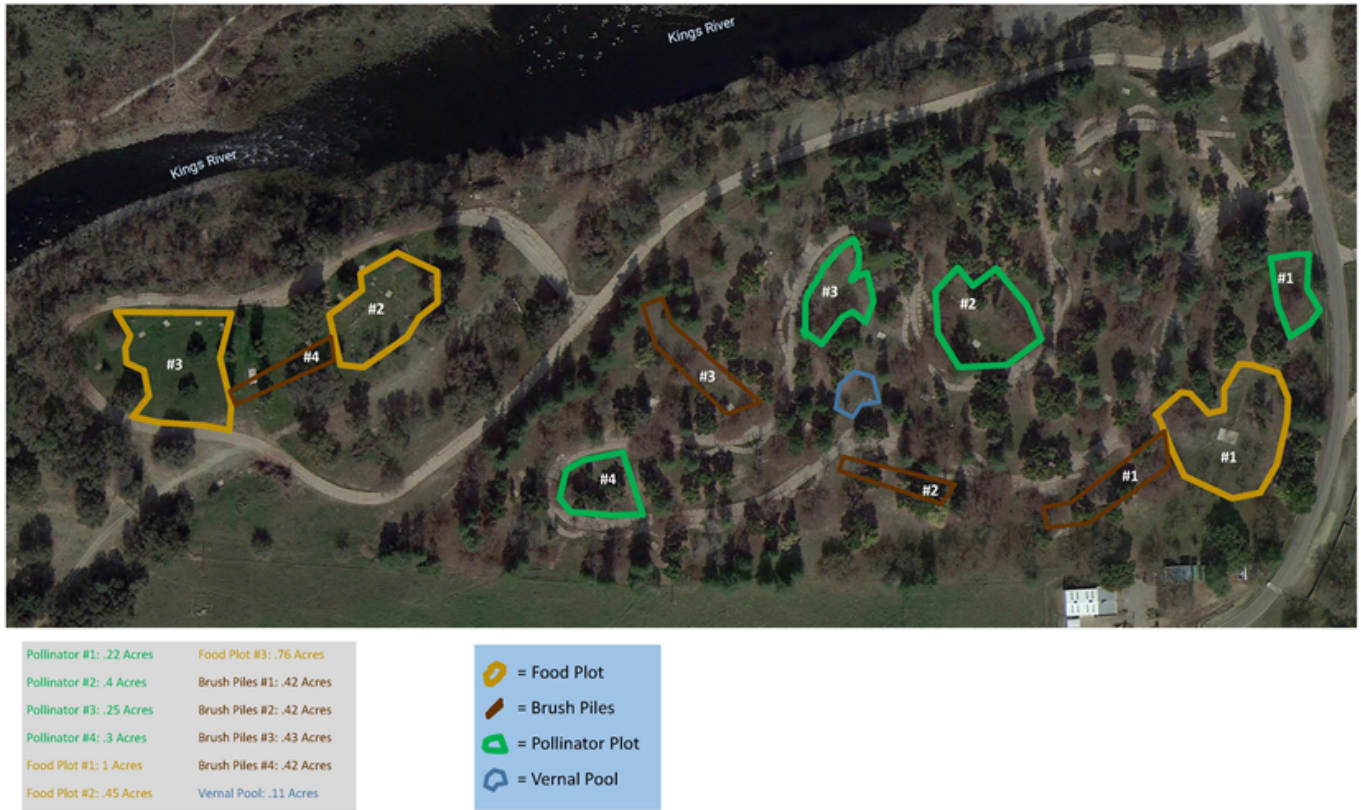 Kings River
Kings River
#3
#2
#4
#3
#3
#2
#1
#4
#2
#1
#1
Pollinator #1: .22 Acres
Pollinator #2: .4 Acres
Pollinator #3: .25 Acres
Pollinator #4: .3 Acres
Food Plot #1: 1 Acres
Food Plot #2: .45 Acres
Food Plot #3: .76 Acres
Brush Piles #1: .42 Acres
Brush Piles #2: .42 Acres
Brush Piles #3: .43 Acres
Brush Piles #4: .42 Acres
Vernal Pool: .11 Acres
= Food Plot
= Brush Piles
= Pollinator Plot
= Vernal Pool